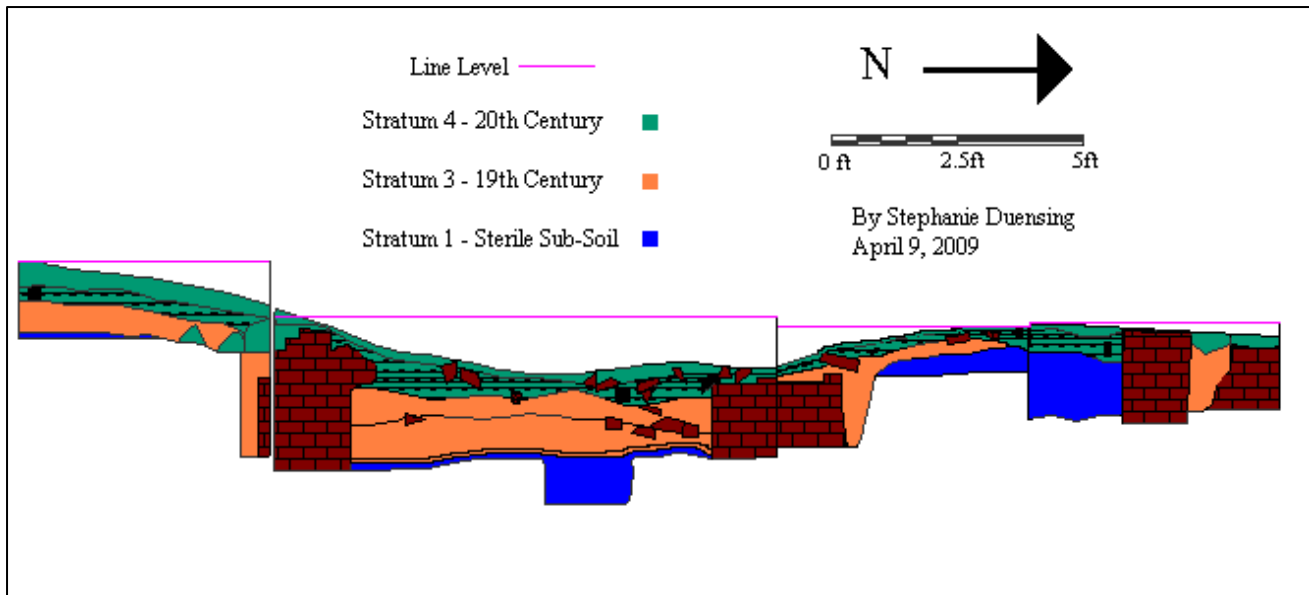 Line Level
Stratum 4 - 20th Century
Stratum 3 - 19th Century
Stratum 1 - Sterile Sub-Soil
N
0 ft 2.5ft 5ft
By Stephanie Duensing
April 9, 2009